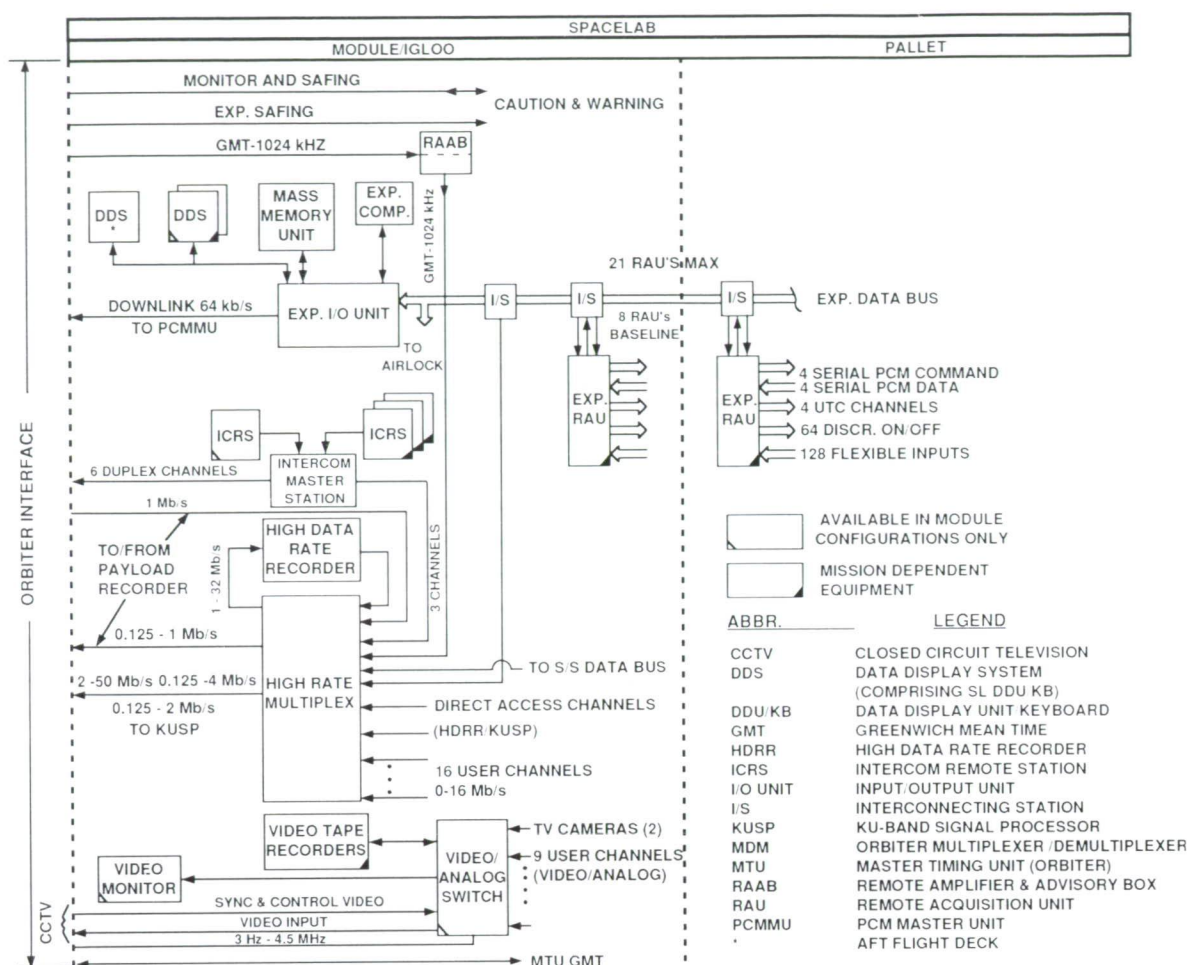 SPACELAB
MODULE/IGLOO
PALLET
MONITOR AND SAFING
CAUTION & WARNING
EXP. SAFING
GMT-1024 kHZ
RAAB
GMT-1024 kHz
DDS
*
DDS
MASS
MEMORY
UNIT
EXP.
COMP.
21 RAU'S MAX
DOWNLINK 64 kb/s
TO PCMMU
EXP. I/O UNIT
I/S
I/S
I/S
EXP. DATA BUS
8 RAU's
BASELINE
TO
AIRLOCK
EXP.
RAU
EXP.
RAU
4 SERIAL PCM COMMAND
4 SERIAL PCM DATA
4 UTC CHANNELS
64 DISCR. ON/OFF
128 FLEXIBLE INPUTS
ORBITER INTERFACE
ICRS
ICRS
6 DUPLEX CHANNELS
INTERCOM
MASTER
STATION
1 Mb/s
TO/FROM
PAYLOAD
RECORDER
HIGH DATA
RATE
RECORDER
1 - 32 Mb/s
3 CHANNELS
0.125 - 1 Mb/s
2 -50 Mb/s 0.125 -4 Mb/s
0.125 - 2 Mb/s
TO KUSP
HIGH RATE
MULTIPLEX
TO S/S DATA BUS
DIRECT ACCESS CHANNELS
(HDRR/KUSP)
16 USER CHANNELS
0-16 Mb/s
VIDEO TAPE
RECORDERS
VIDEO/
ANALOG
SWITCH
TV CAMERAS (2)
9 USER CHANNELS
(VIDEO/ANALOG)
VIDEO
MONITOR
CCTV
SYNC & CONTROL VIDEO
VIDEO INPUT
3 Hz - 4.5 MHz
MTU GMT
AVAILABLE IN MODULE
CONFIGURATIONS ONLY
MISSION DEPENDENT
EQUIPMENT
ABBR. LEGEND
CCTV CLOSED CIRCUIT TELEVISION
DDS DATA DISPLAY SYSTEM
(COMPRISING SL DDU KB)
DDU/KB DATA DISPLAY UNIT KEYBOARD
GMT GREENWICH MEAN TIME
HDRR HIGH DATA RATE RECORDER
ICRS INTERCOM REMOTE STATION
I/O UNIT INPUT/OUTPUT UNIT
I/S INTERCONNECTING STATION
KUSP KU-BAND SIGNAL PROCESSOR
MDM ORBITER MULTIPLEXER /DEMULTIPLEXER
MTU MASTER TIMING UNIT (ORBITER)
RAAB REMOTE AMPLIFIER & ADVISORY BOX
RAU REMOTE ACQUISITION UNIT
PCMMU PCM MASTER UNIT
* AFT FLIGHT DECK